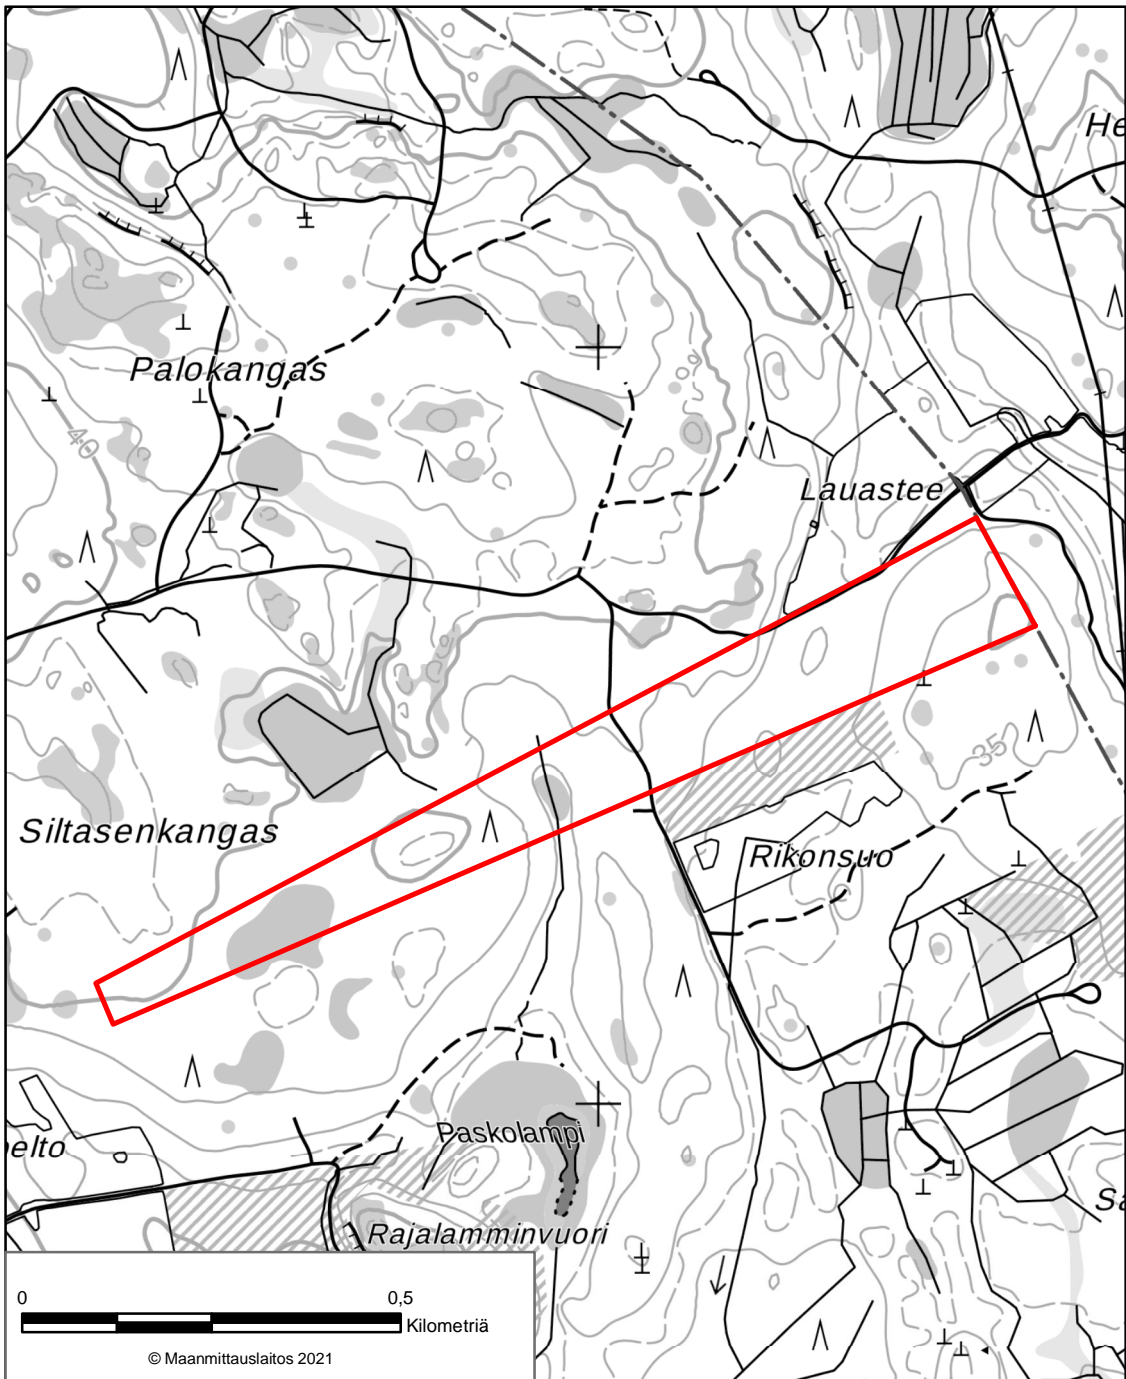 He
Palokangas
40
Lauastee
35
Siltasenkangas
Rikonsuo
Paskolampi
elto
Sa
Rajalamminvuori
0 0,5
Kilometriä
© Maanmittauslaitos 2021